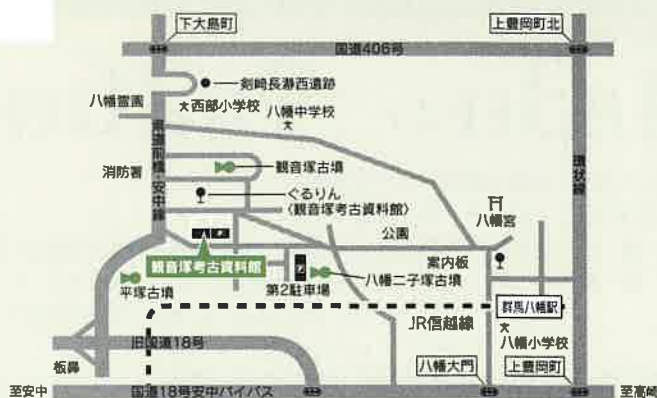 下大島町
上豊岡町北
国道406号
剣崎長瀞西遺跡
八幡霊園
西部小学校
八幡中学校
県道前橋・安中線
環状線
消防署
観音塚古墳
ぐるりん
〈観音塚考古資料館〉
八幡宮
公園
観音塚考古資料館
案内板
平塚古墳
第2駐車場
八幡二子塚古墳
群馬八幡駅
JR信越線
八幡小学校
旧国道18号
板鼻
八幡大門
上豊岡町
至安中
国道18号安中バイパス
至高崎